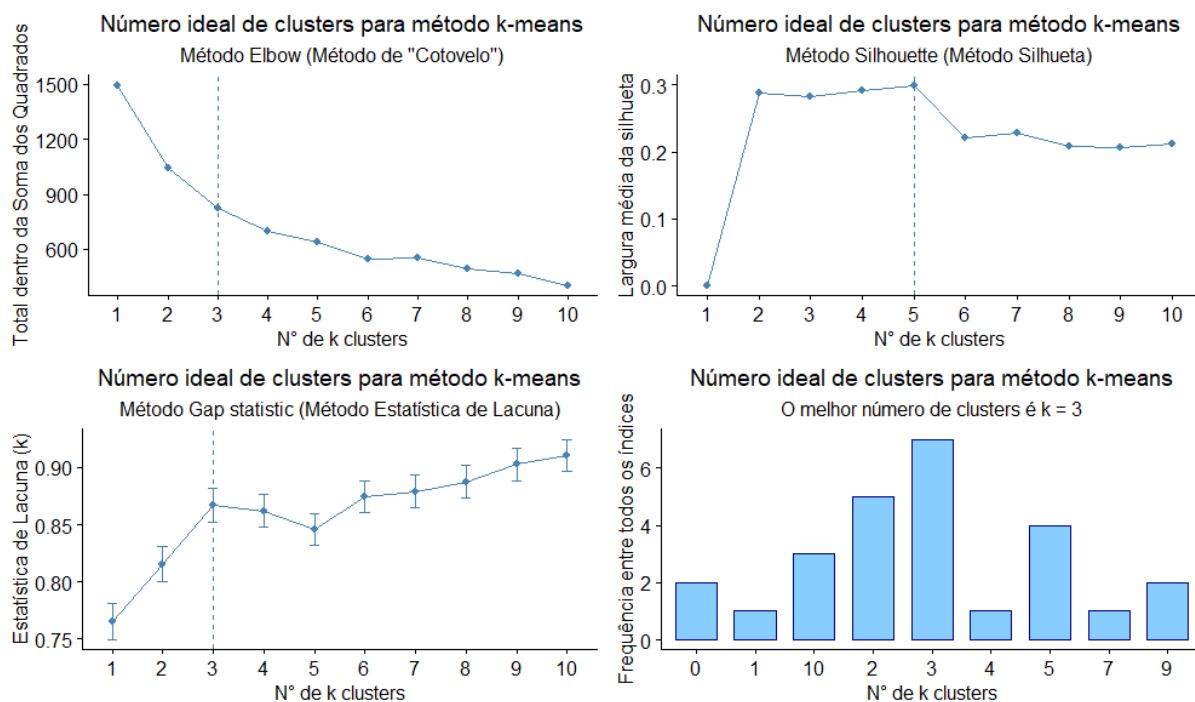 Número ideal de clusters para método k-means
Método Elbow (Método de "Cotovelo")
Total dentro da Soma dos Quadrados
1500
1200
900
600
1 2 3 4 5 6 7 8 9 10
N° de k clusters
Número ideal de clusters para método k-means
Método Silhouette (Método Silhueta)
Largura média da silhueta
0.3
0.2
0.1
0.0
1 2 3 4 5 6 7 8 9 10
N° de k clusters
Número ideal de clusters para método k-means
Método Gap statistic (Método Estatística de Lacuna)
Estatística de Lacuna (k)
0.90
0.85
0.80
0.75
1 2 3 4 5 6 7 8 9 10
N° de k clusters
Número ideal de clusters para método k-means
O melhor número de clusters é k = 3
Frequência entre todos os índices
6
4
2
0
0 1 10 2 3 4 5 7 9
N° de k clusters